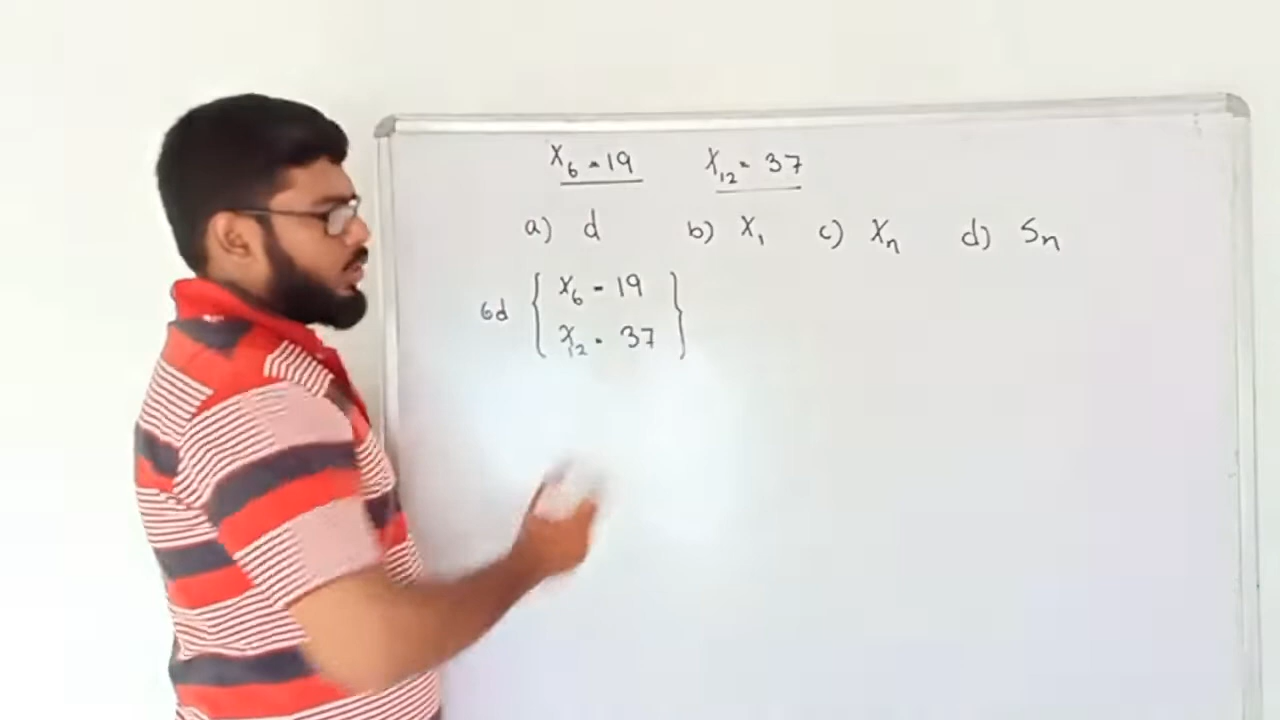 X₆ = 19 X₁₂ = 37
a) d b) X₁ c) Xₙ d) Sₙ
6d { X₆ = 19
X₁₂ = 37 }